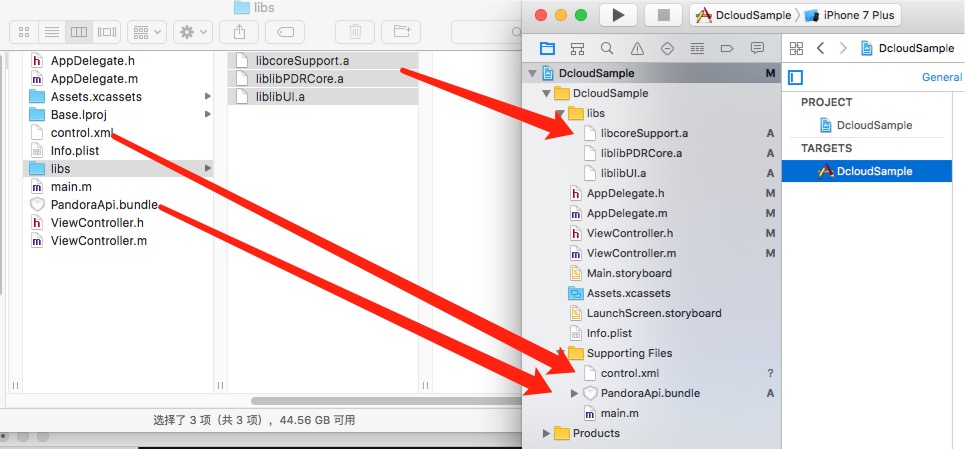 libs
AppDelegate.h
AppDelegate.m
Assets.xcassets
Base.lproj
control.xml
Info.plist
libs
main.m
PandoraApi.bundle
ViewController.h
ViewController.m
libcoreSupport.a
liblibPDRCore.a
liblibUI.a
选择了 3 项（共 3 项）， 44.56 GB 可用
DcloudSample
iPhone 7 Plus
DcloudSample M
DcloudSample
libs
libcoreSupport.a A
liblibPDRCore.a A
liblibUI.a A
AppDelegate.h M
AppDelegate.m M
ViewController.h M
ViewController.m M
Main.storyboard
Assets.xcassets
LaunchScreen.storyboard
Info.plist
Supporting Files
control.xml ?
PandoraApi.bundle A
main.m
Products
DcloudSample
General
PROJECT
DcloudSample
TARGETS
DcloudSample